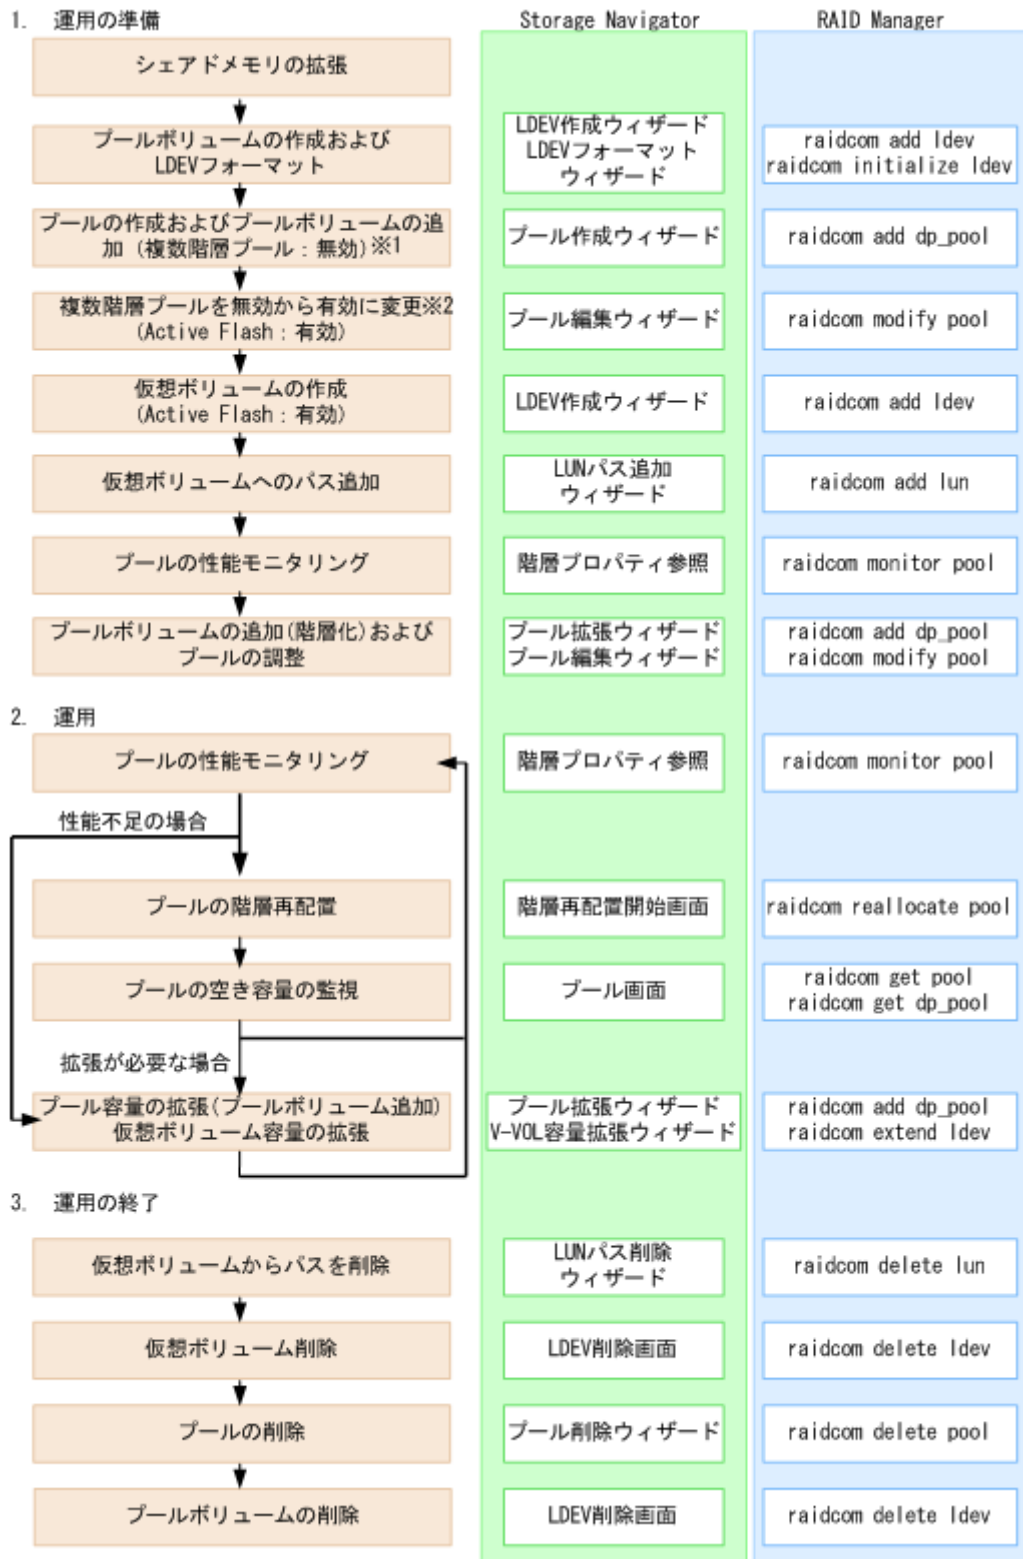 1. 運用の準備
Storage Navigator
RAID Manager
シェアドメモリの拡張
プールボリュームの作成および
LDEVフォーマット
LDEV作成ウィザード
LDEVフォーマット
ウィザード
raidcom add ldev
raidcom initialize ldev
プールの作成およびプールボリュームの追
加 (複数階層プール：無効)※1
プール作成ウィザード
raidcom add dp_pool
複数階層プールを無効から有効に変更※2
(Active Flash：有効)
プール編集ウィザード
raidcom modify pool
仮想ボリュームの作成
(Active Flash：有効)
LDEV作成ウィザード
raidcom add ldev
仮想ボリュームへのパス追加
LUNパス追加
ウィザード
raidcom add lun
プールの性能モニタリング
階層プロパティ参照
raidcom monitor pool
プールボリュームの追加(階層化)および
プールの調整
プール拡張ウィザード
プール編集ウィザード
raidcom add dp_pool
raidcom modify pool
2. 運用
プールの性能モニタリング
階層プロパティ参照
raidcom monitor pool
性能不足の場合
プールの階層再配置
階層再配置開始画面
raidcom reallocate pool
プールの空き容量の監視
プール画面
raidcom get pool
raidcom get dp_pool
拡張が必要な場合
プール容量の拡張(プールボリューム追加)
仮想ボリューム容量の拡張
プール拡張ウィザード
V-VOL容量拡張ウィザード
raidcom add dp_pool
raidcom extend ldev
3. 運用の終了
仮想ボリュームからパスを削除
LUNパス削除
ウィザード
raidcom delete lun
仮想ボリューム削除
LDEV削除画面
raidcom delete ldev
プールの削除
プール削除ウィザード
raidcom delete pool
プールボリュームの削除
LDEV削除画面
raidcom delete ldev